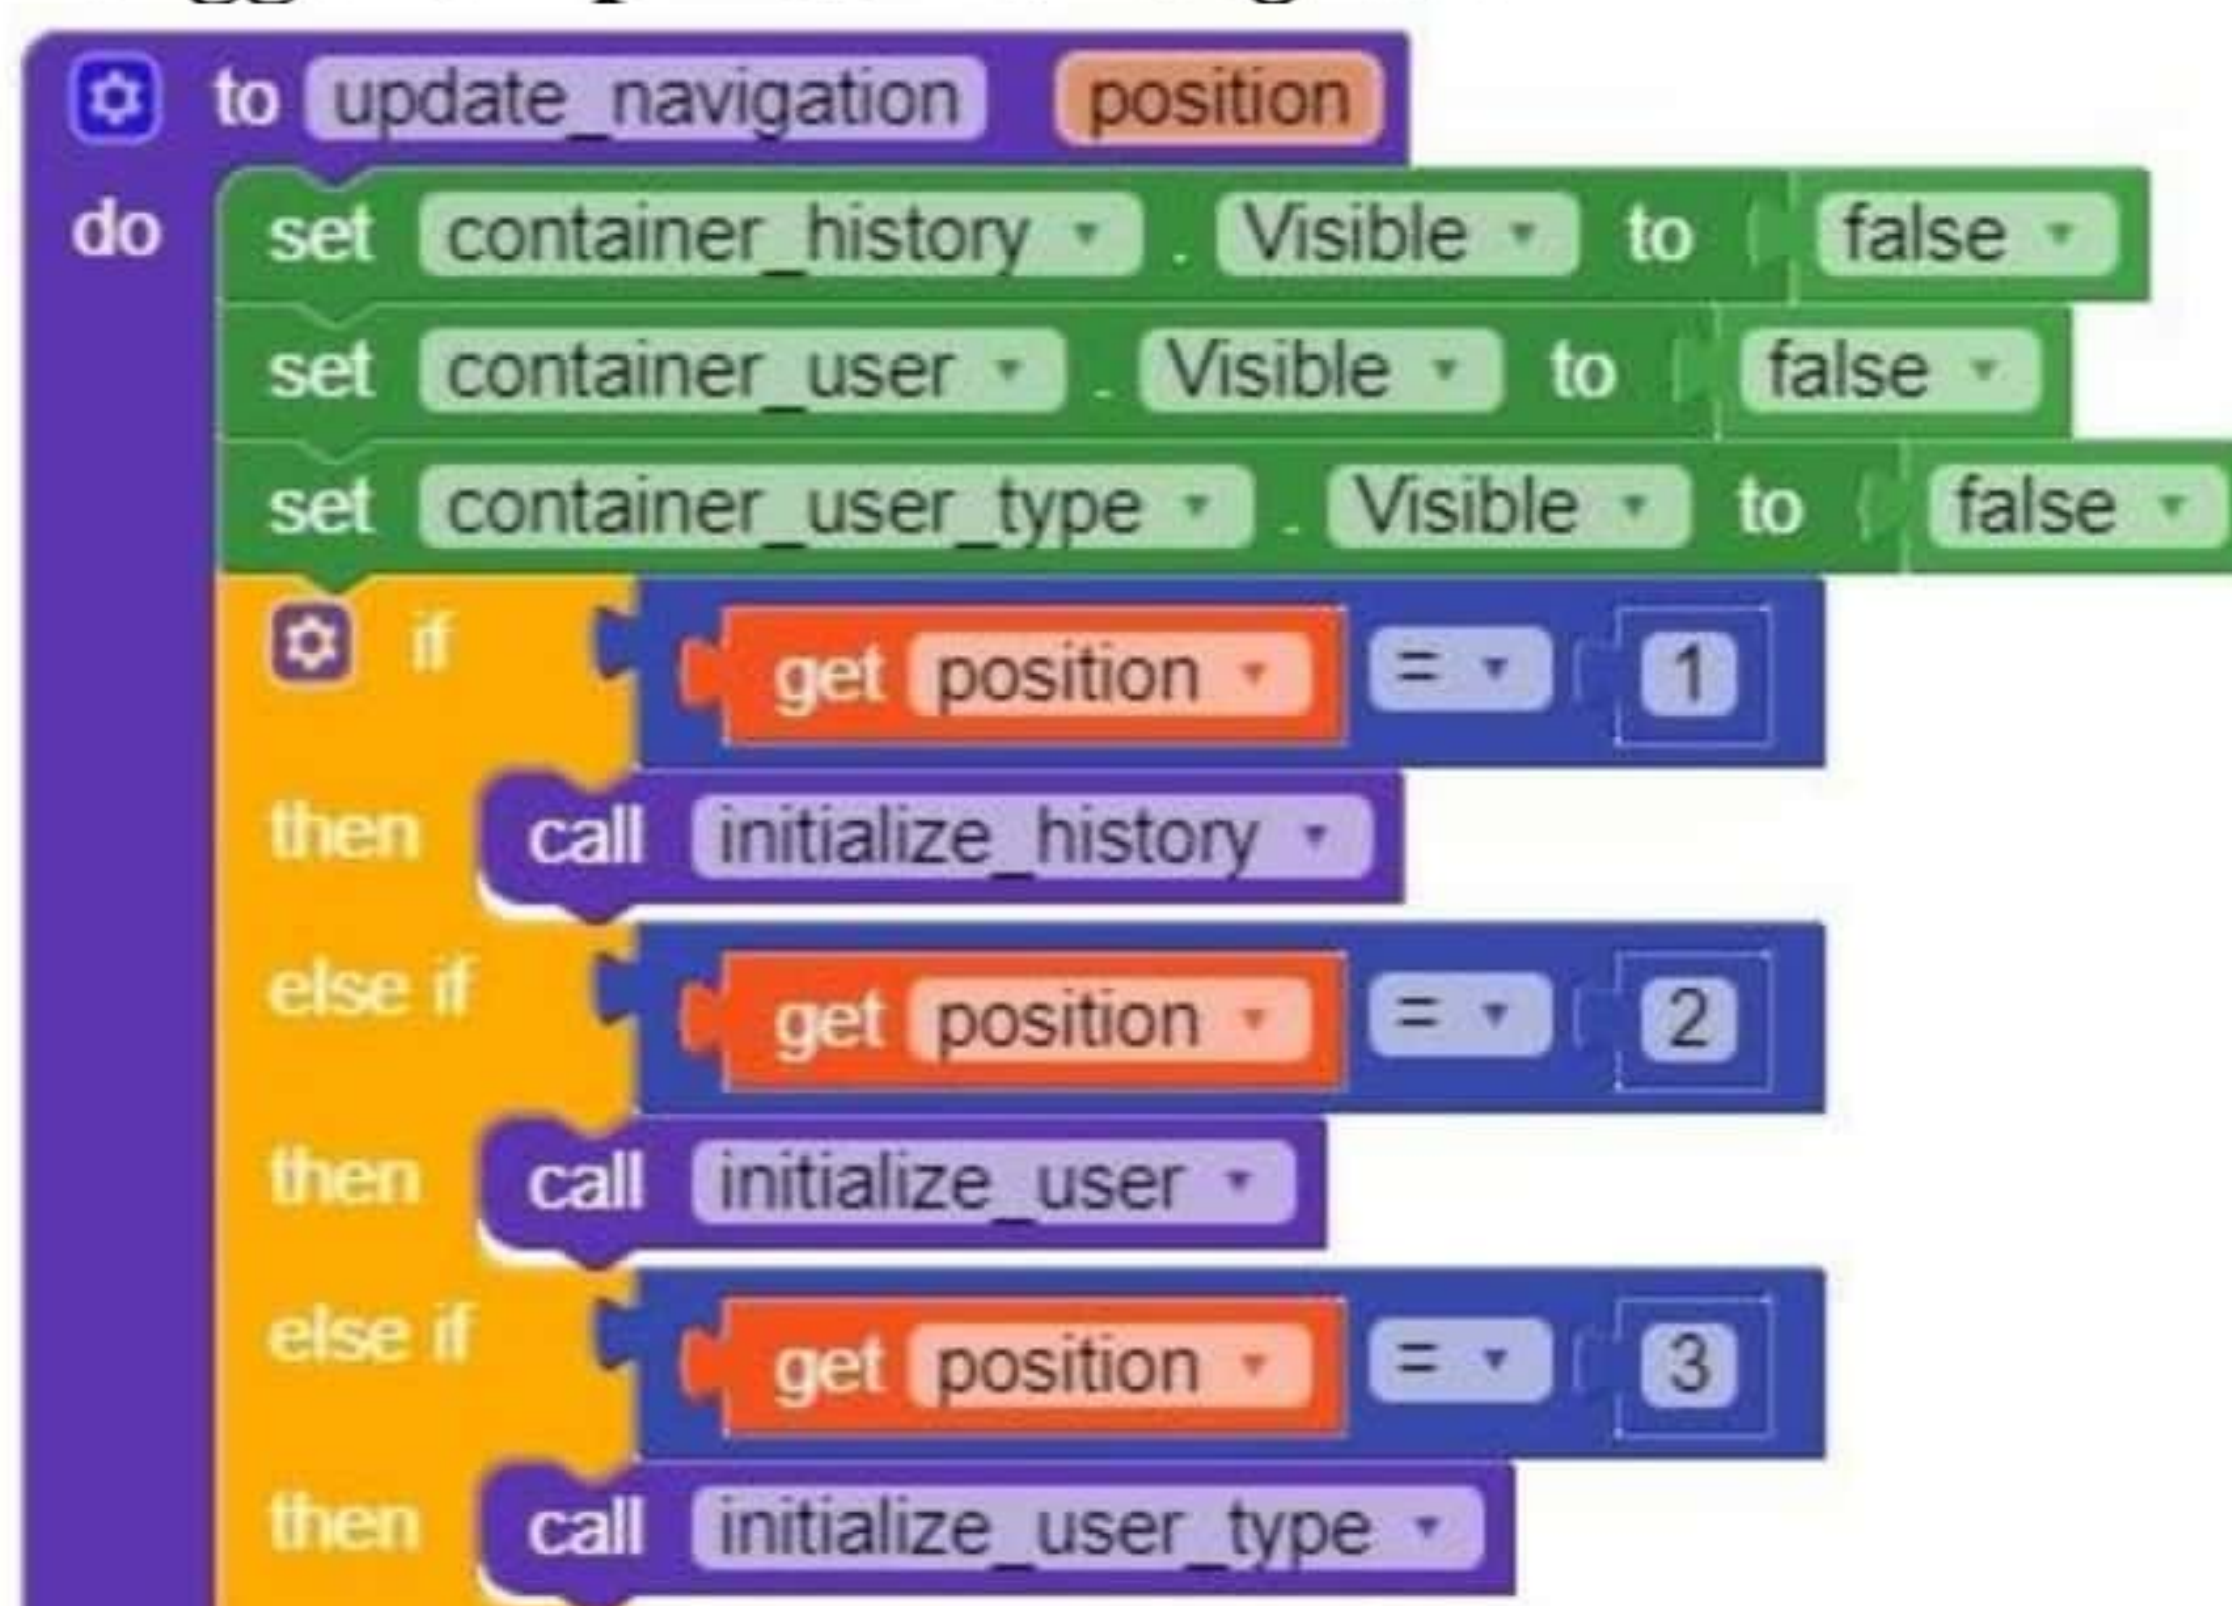 to update_navigation position
do set container_history . Visible to false
set container_user . Visible to false
set container_user_type . Visible to false
if get position = 1
then call initialize_history
else if get position = 2
then call initialize_user
else if get position = 3
then call initialize_user_type